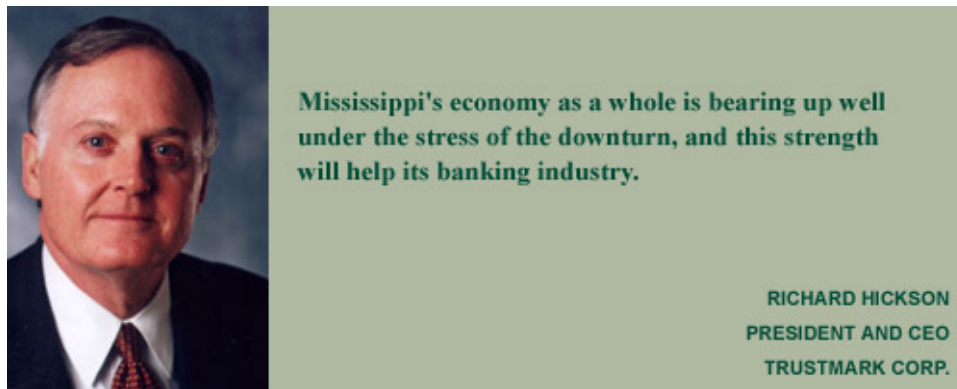 Mississippi's economy as a whole is bearing up well
under the stress of the downturn, and this strength
will help its banking industry.
RICHARD HICKSON
PRESIDENT AND CEO
TRUSTMARK CORP.